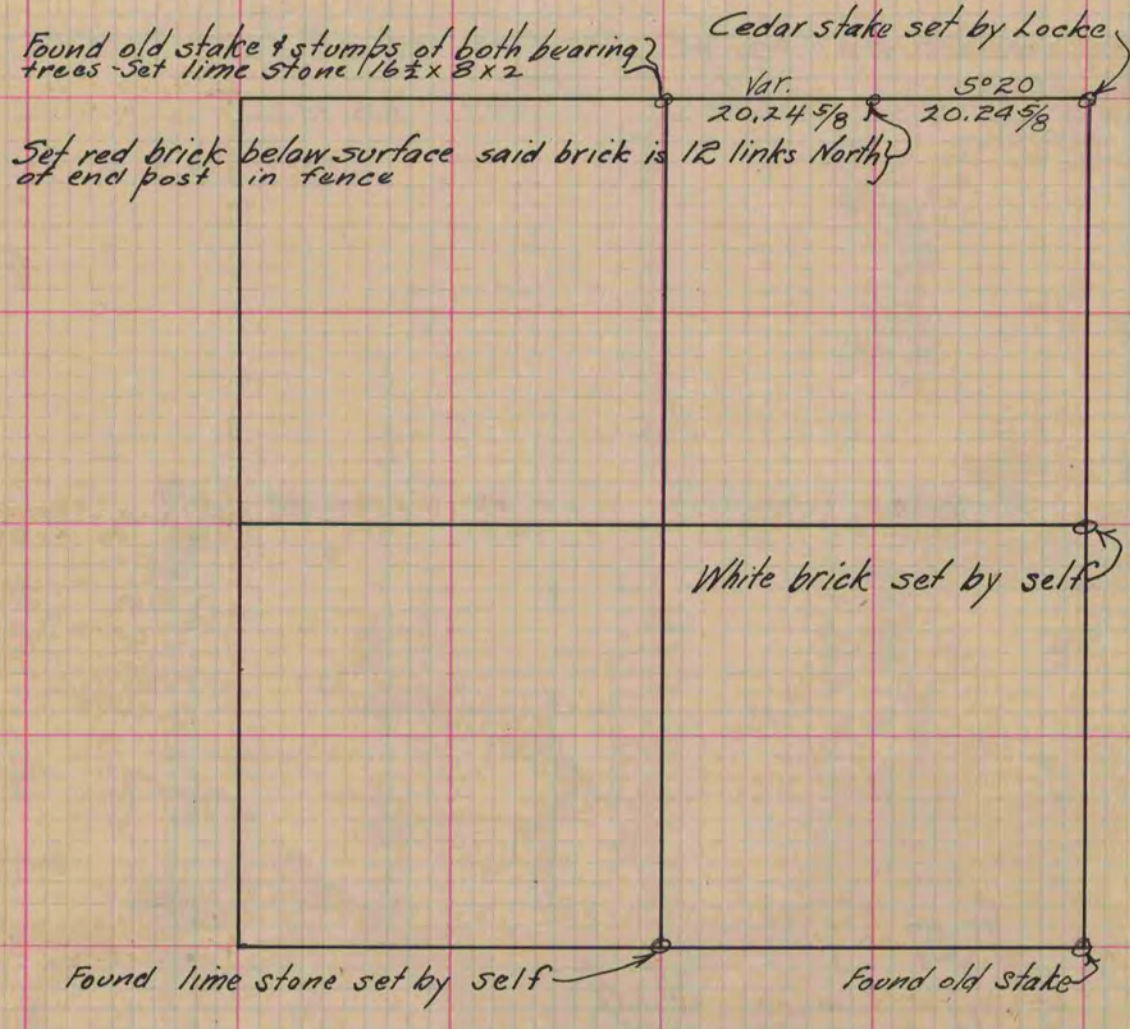 Cedar stake set by Locke
Found old stake & stumps of both bearing
trees - Set lime stone 16½ x 8 x 2
Var. 5°20
20.24 5/8 20.24 5/8
Set red brick below surface said brick is 12 links North
of end post in fence
White brick set by self
Found lime stone set by self
Found old stake